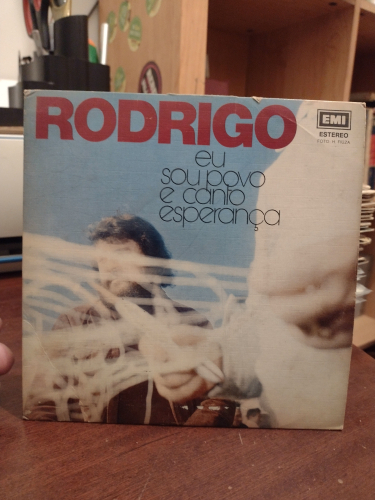 RODRIGO
EMI
ESTEREO
eu
sou povo
e canto
esperança